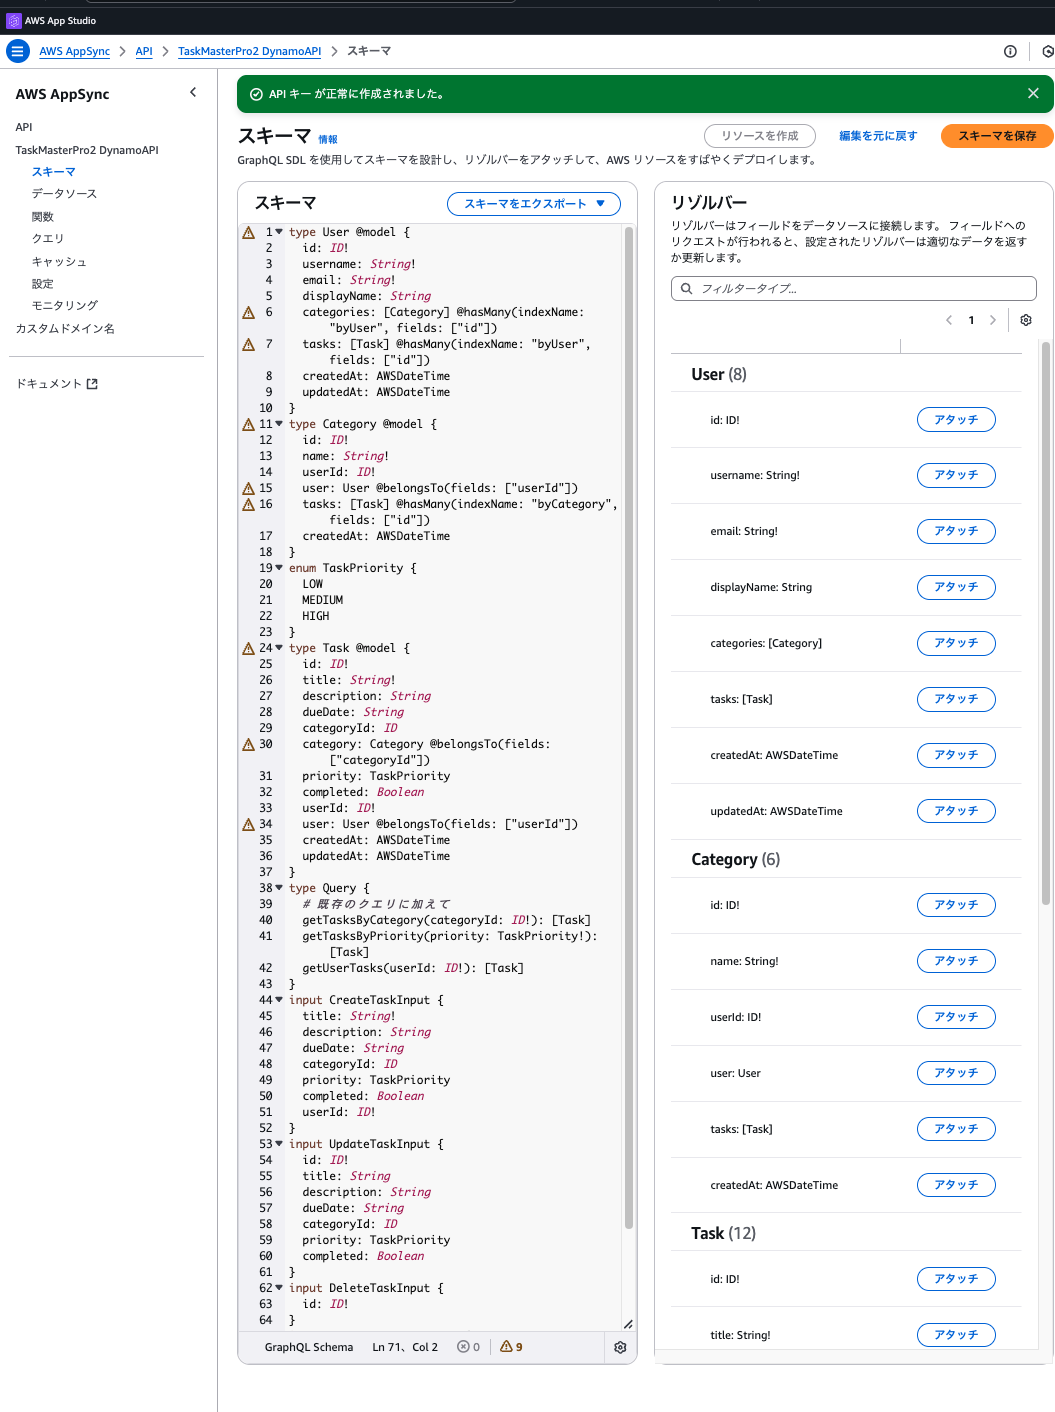 AWS App Studio
AWS AppSync > API > TaskMasterPro2 DynamoAPI > スキーマ
AWS AppSync
API
TaskMasterPro2 DynamoAPI
スキーマ
データソース
関数
クエリ
キャッシュ
設定
モニタリング
カスタムドメイン名
ドキュメント
API キー が正常に作成されました。
スキーマ 情報
リソースを作成
編集を元に戻す
スキーマを保存
GraphQL SDL を使用してスキーマを設計し、リゾルバーをアタッチして、AWS リソースをすばやくデプロイします。
スキーマ
スキーマをエクスポート
1 type User @model {
2 id: ID!
3 username: String!
4 email: String!
5 displayName: String
6 categories: [Category] @hasMany(indexName:
"byUser", fields: ["id"])
7 tasks: [Task] @hasMany(indexName: "byUser",
fields: ["id"])
8 createdAt: AWSDateTime
9 updatedAt: AWSDateTime
10 }
11 type Category @model {
12 id: ID!
13 name: String!
14 userId: ID!
15 user: User @belongsTo(fields: ["userId"])
16 tasks: [Task] @hasMany(indexName: "byCategory",
fields: ["id"])
17 createdAt: AWSDateTime
18 }
19 enum TaskPriority {
20 LOW
21 MEDIUM
22 HIGH
23 }
24 type Task @model {
25 id: ID!
26 title: String!
27 description: String
28 dueDate: String
29 categoryId: ID
30 category: Category @belongsTo(fields:
["categoryId"])
31 priority: TaskPriority
32 completed: Boolean
33 userId: ID!
34 user: User @belongsTo(fields: ["userId"])
35 createdAt: AWSDateTime
36 updatedAt: AWSDateTime
37 }
38 type Query {
39 # 既存のクエリに加えて
40 getTasksByCategory(categoryId: ID!): [Task]
41 getTasksByPriority(priority: TaskPriority!):
[Task]
42 getUserTasks(userId: ID!): [Task]
43 }
44 input CreateTaskInput {
45 title: String!
46 description: String
47 dueDate: String
48 categoryId: ID
49 priority: TaskPriority
50 completed: Boolean
51 userId: ID!
52 }
53 input UpdateTaskInput {
54 id: ID!
55 title: String
56 description: String
57 dueDate: String
58 categoryId: ID
59 priority: TaskPriority
60 completed: Boolean
61 }
62 input DeleteTaskInput {
63 id: ID!
64 }
GraphQL Schema Ln 71、Col 2 0 9
リゾルバー
リゾルバーはフィールドをデータソースに接続します。 フィールドへの
リクエストが行われると、設定されたリゾルバーは適切なデータを返す
か更新します。
フィルタータイプ...
1
User (8)
id: ID! アタッチ
username: String! アタッチ
email: String! アタッチ
displayName: String アタッチ
categories: [Category] アタッチ
tasks: [Task] アタッチ
createdAt: AWSDateTime アタッチ
updatedAt: AWSDateTime アタッチ
Category (6)
id: ID! アタッチ
name: String! アタッチ
userId: ID! アタッチ
user: User アタッチ
tasks: [Task] アタッチ
createdAt: AWSDateTime アタッチ
Task (12)
id: ID! アタッチ
title: String! アタッチ